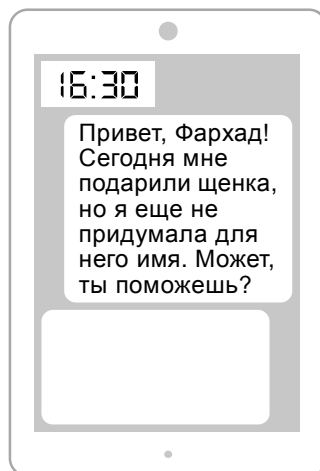 16:30
Привет, Фархад!
Сегодня мне
подарили щенка,
но я еще не
придумала для
него имя. Может,
ты поможешь?